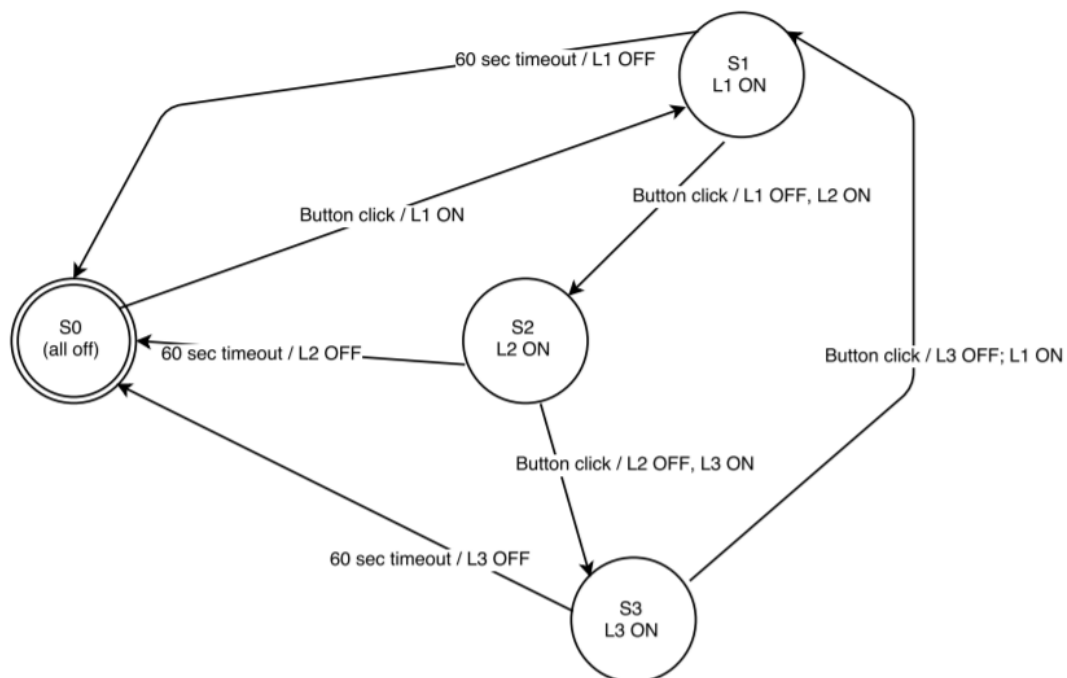 60 sec timeout / L1 OFF
S1
L1 ON
Button click / L1 OFF, L2 ON
Button click / L1 ON
S0
(all off)
S2
L2 ON
60 sec timeout / L2 OFF
Button click / L3 OFF; L1 ON
Button click / L2 OFF, L3 ON
60 sec timeout / L3 OFF
S3
L3 ON